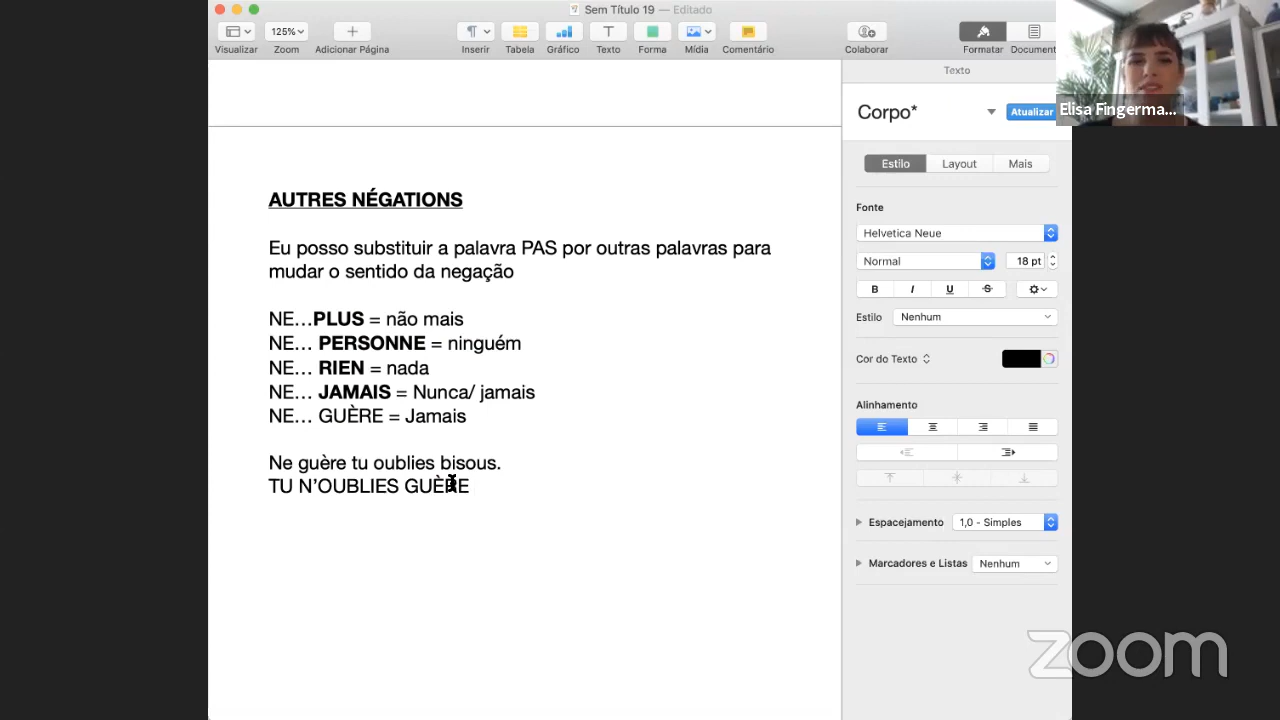 Sem Título 19 — Editado
125%
Visualizar Zoom Adicionar Página Inserir Tabela Gráfico Texto Forma Mídia Comentário Colaborar Formatar Document
Texto
Corpo* Atualizar
Elisa Fingerma...
Estilo Layout Mais
AUTRES NÉGATIONS
Eu posso substituir a palavra PAS por outras palavras para
mudar o sentido da negação
NE…PLUS = não mais
NE… PERSONNE = ninguém
NE… RIEN = nada
NE… JAMAIS = Nunca/ jamais
NE… GUÈRE = Jamais
Ne guère tu oublies bisous.
TU N’OUBLIES GUÈRE
Fonte
Helvetica Neue
Normal 18 pt
B I U S
Estilo Nenhum
Cor do Texto
Alinhamento
Espaçejamento 1,0 - Simples
Marcadores e Listas Nenhum
zoom